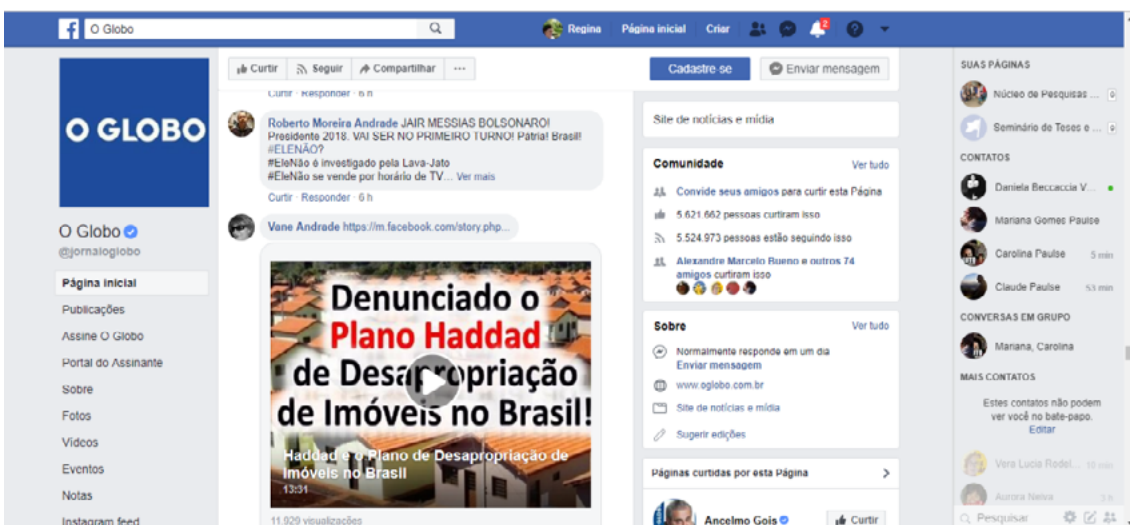 O Globo
Regina
Página inicial
Criar
2
Curtir
Seguir
Compartilhar
Cadastre-se
Enviar mensagem
O GLOBO
O Globo
@jornaloglobo
Página inicial
Publicações
Assine O Globo
Portal do Assinante
Sobre
Fotos
Vídeos
Eventos
Notas
Instagram feed
Curtir · Responder · 6 h
Roberto Moreira Andrade JAIR MESSIAS BOLSONARO!
Presidente 2018. VAI SER NO PRIMEIRO TURNO! Pátria! Brasil!
#ELENÃO?
#EleNão é investigado pela Lava-Jato
#EleNão se vende por horário de TV… Ver mais
Curtir · Responder · 6 h
Vane Andrade https://m.facebook.com/story.php...
Denunciado o
Plano Haddad
de Desapropriação
de Imóveis no Brasil!
Haddad e o Plano de Desapropriação de
Imóveis no Brasil
13:31
11.929 visualizações
Site de notícias e mídia
Comunidade
Ver tudo
Convide seus amigos para curtir esta Página
5.621.662 pessoas curtiram isso
5.524.973 pessoas estão seguindo isso
Alexandre Marcelo Bueno e outros 74
amigos curtiram isso
Sobre
Ver tudo
Normalmente responde em um dia
Enviar mensagem
www.oglobo.com.br
Site de notícias e mídia
Sugerir edições
Páginas curtidas por esta Página
Ancelmo Gois
Curtir
SUAS PÁGINAS
Núcleo de Pesquisas ...
Seminário de Teses e ...
CONTATOS
Daniela Beccaccia V...
Mariana Gomes Paulse
Carolina Paulse
5 min
Claude Paulse
53 min
CONVERSAS EM GRUPO
Mariana, Carolina
MAIS CONTATOS
Estes contatos não podem
ver você no bate-papo.
Editar
Vera Lucia Rodel...
10 min
Aurora Neiva
3 h
Pesquisar